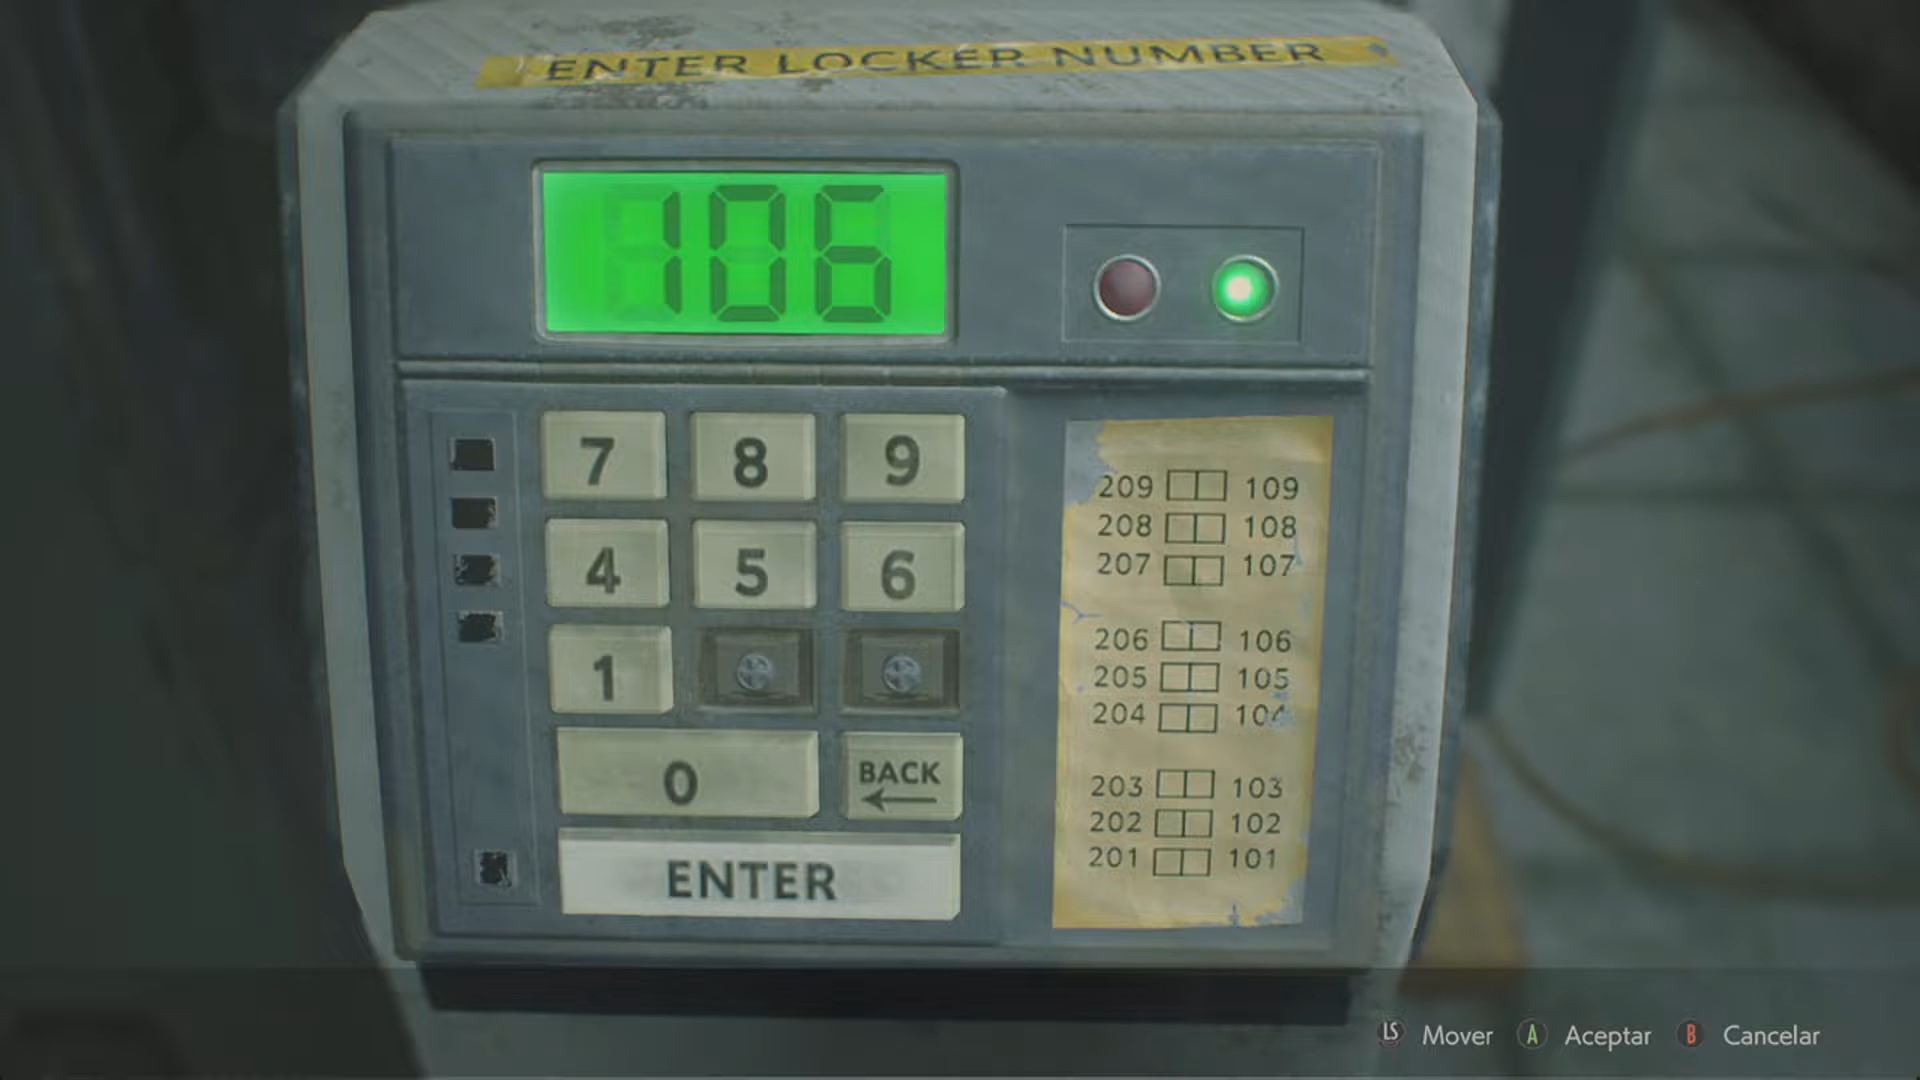 ENTER LOCKER NUMBER
106
7 8 9
4 5 6
1
0 BACK
ENTER
209 109
208 108
207 107
206 106
205 105
204 104
203 103
202 102
201 101
LS Mover A Aceptar B Cancelar